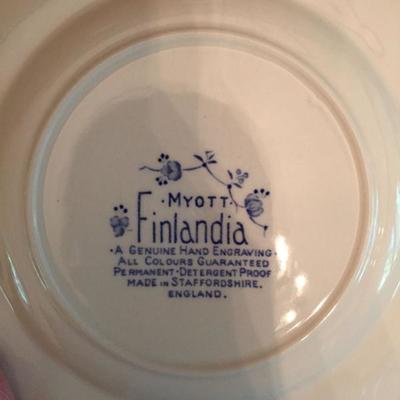 · MYOTT ·
Finlandia
· A GENUINE HAND ENGRAVING ·
ALL COLOURS GUARANTEED
PERMANENT · DETERGENT PROOF
MADE IN STAFFORDSHIRE.
ENGLAND.